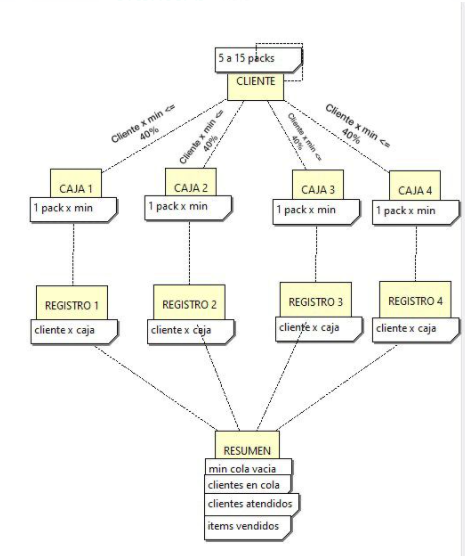 5 a 15 packs
CLIENTE
Cliente x min <=
40%
Cliente x min <=
40%
Cliente x min <=
40%
Cliente x min <=
40%
CAJA 1
1 pack x min
CAJA 2
1 pack x min
CAJA 3
1 pack x min
CAJA 4
1 pack x min
REGISTRO 1
cliente x caja
REGISTRO 2
cliente x caja
REGISTRO 3
cliente x caja
REGISTRO 4
cliente x caja
RESUMEN
min cola vacia
clientes en cola
clientes atendidos
items vendidos